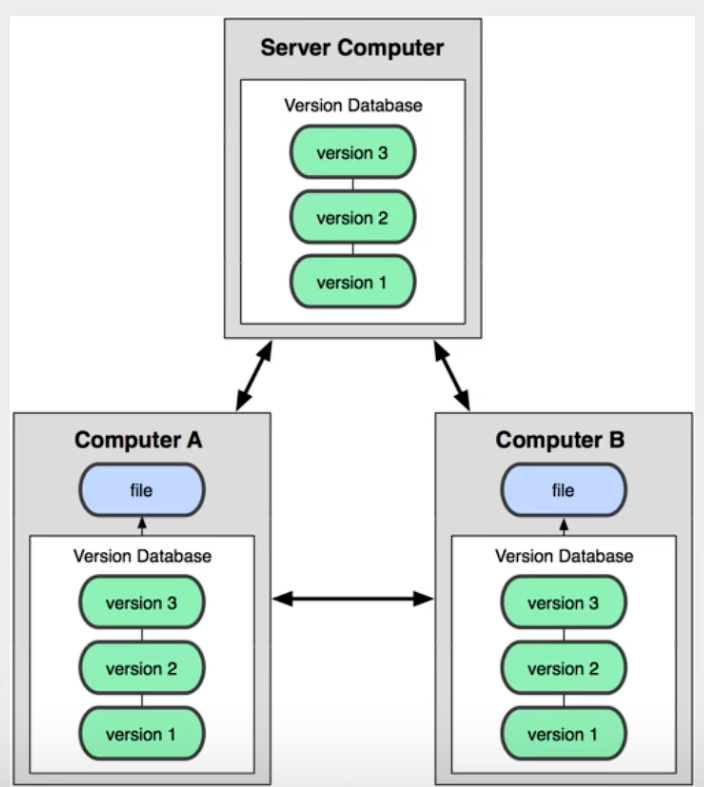 Server Computer
Version Database
version 3
version 2
version 1
Computer A
file
Version Database
version 3
version 2
version 1
Computer B
file
Version Database
version 3
version 2
version 1